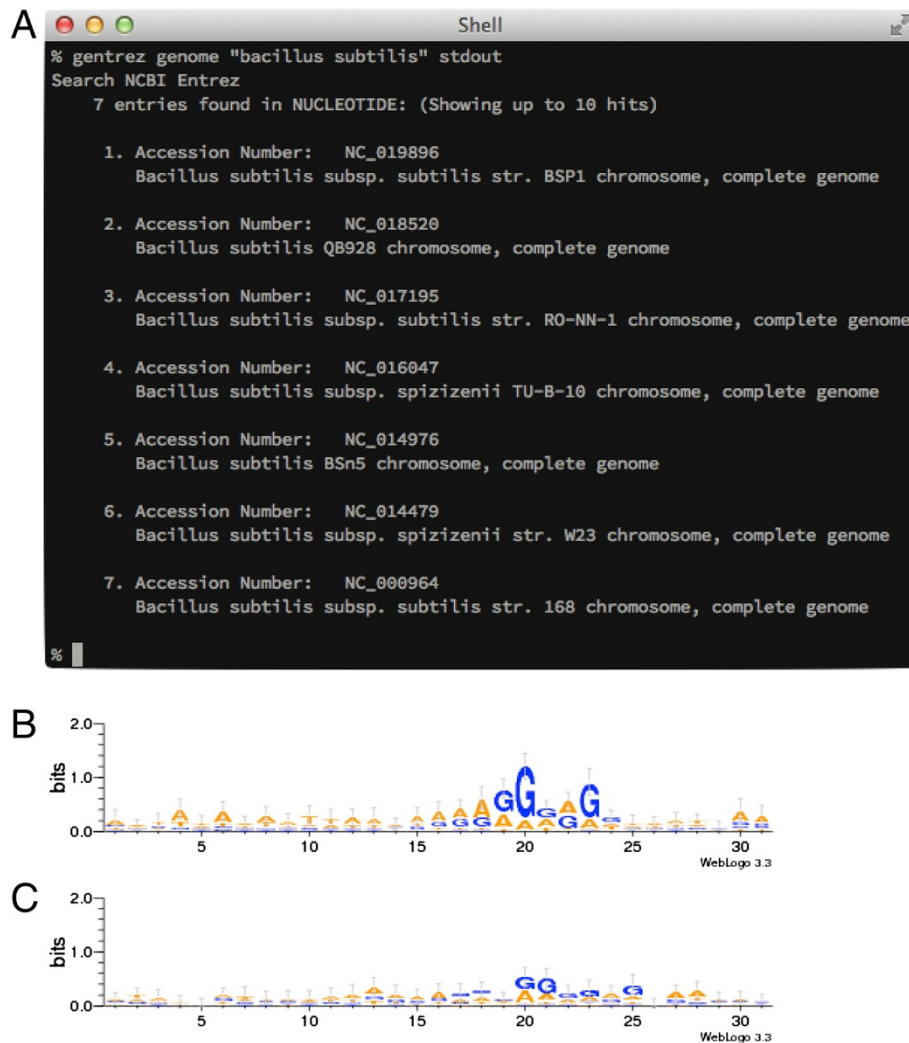 A
Shell
% gentrez genome "bacillus subtilis" stdout
Search NCBI Entrez
7 entries found in NUCLEOTIDE: (Showing up to 10 hits)
1. Accession Number: NC_019896
Bacillus subtilis subsp. subtilis str. BSP1 chromosome, complete genome
2. Accession Number: NC_018520
Bacillus subtilis QB928 chromosome, complete genome
3. Accession Number: NC_017195
Bacillus subtilis subsp. subtilis str. RO-NN-1 chromosome, complete genome
4. Accession Number: NC_016047
Bacillus subtilis subsp. spizizenii TU-B-10 chromosome, complete genome
5. Accession Number: NC_014976
Bacillus subtilis BSn5 chromosome, complete genome
6. Accession Number: NC_014479
Bacillus subtilis subsp. spizizenii str. W23 chromosome, complete genome
7. Accession Number: NC_000964
Bacillus subtilis subsp. subtilis str. 168 chromosome, complete genome
%
B
2.0
bits
1.0
0.0
5 10 15 20 25 30
WebLogo 3.3
C
2.0
bits
1.0
0.0
5 10 15 20 25 30
WebLogo 3.3